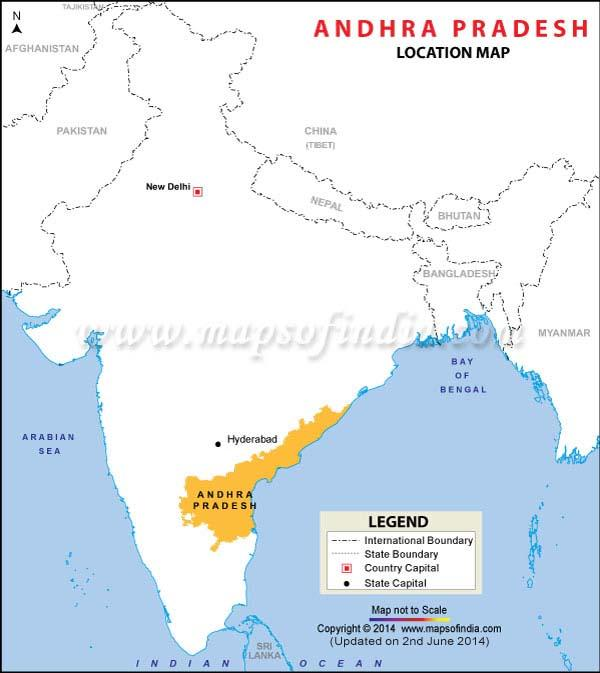 TAJIKISTAN
N
ANDHRA PRADESH
LOCATION MAP
AFGHANISTAN
PAKISTAN
CHINA
(TIBET)
New Delhi
NEPAL
BHUTAN
BANGLADESH
www.mapsofindia.com
MYANMAR
BAY
OF
BENGAL
ARABIAN
SEA
Hyderabad
ANDHRA
PRADESH
LEGEND
International Boundary
State Boundary
Country Capital
State Capital
Map not to Scale
Copyright © 2014 www.mapsofindia.com
(Updated on 2nd June 2014)
SRI
LANKA
INDIAN OCEAN